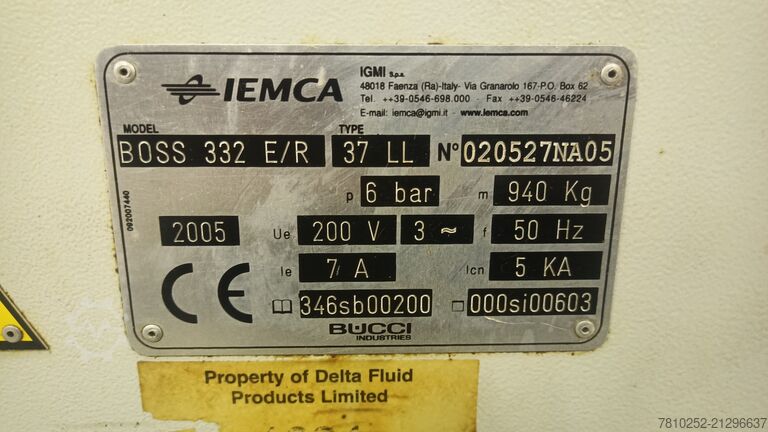 IEMCA
IGMI S.p.a.
48018 Faenza (Ra)-Italy- Via Granarolo 167-P.O. Box 62
Tel. ++39-0546-698.000 - Fax ++39-0546-46224
E-mail: iemca@igmi.it - www.iemca.com
MODEL TYPE
BOSS 332 E/R 37 LL N° 020527NA05
p 6 bar m 940 Kg
2005 Ue 200 V 3 ~ f 50 Hz
CE Ie 7 A Icn 5 KA
346sb00200 000si00603
BUCCI
INDUSTRIES
092007440
Property of Delta Fluid
Products Limited
7810252-21296637